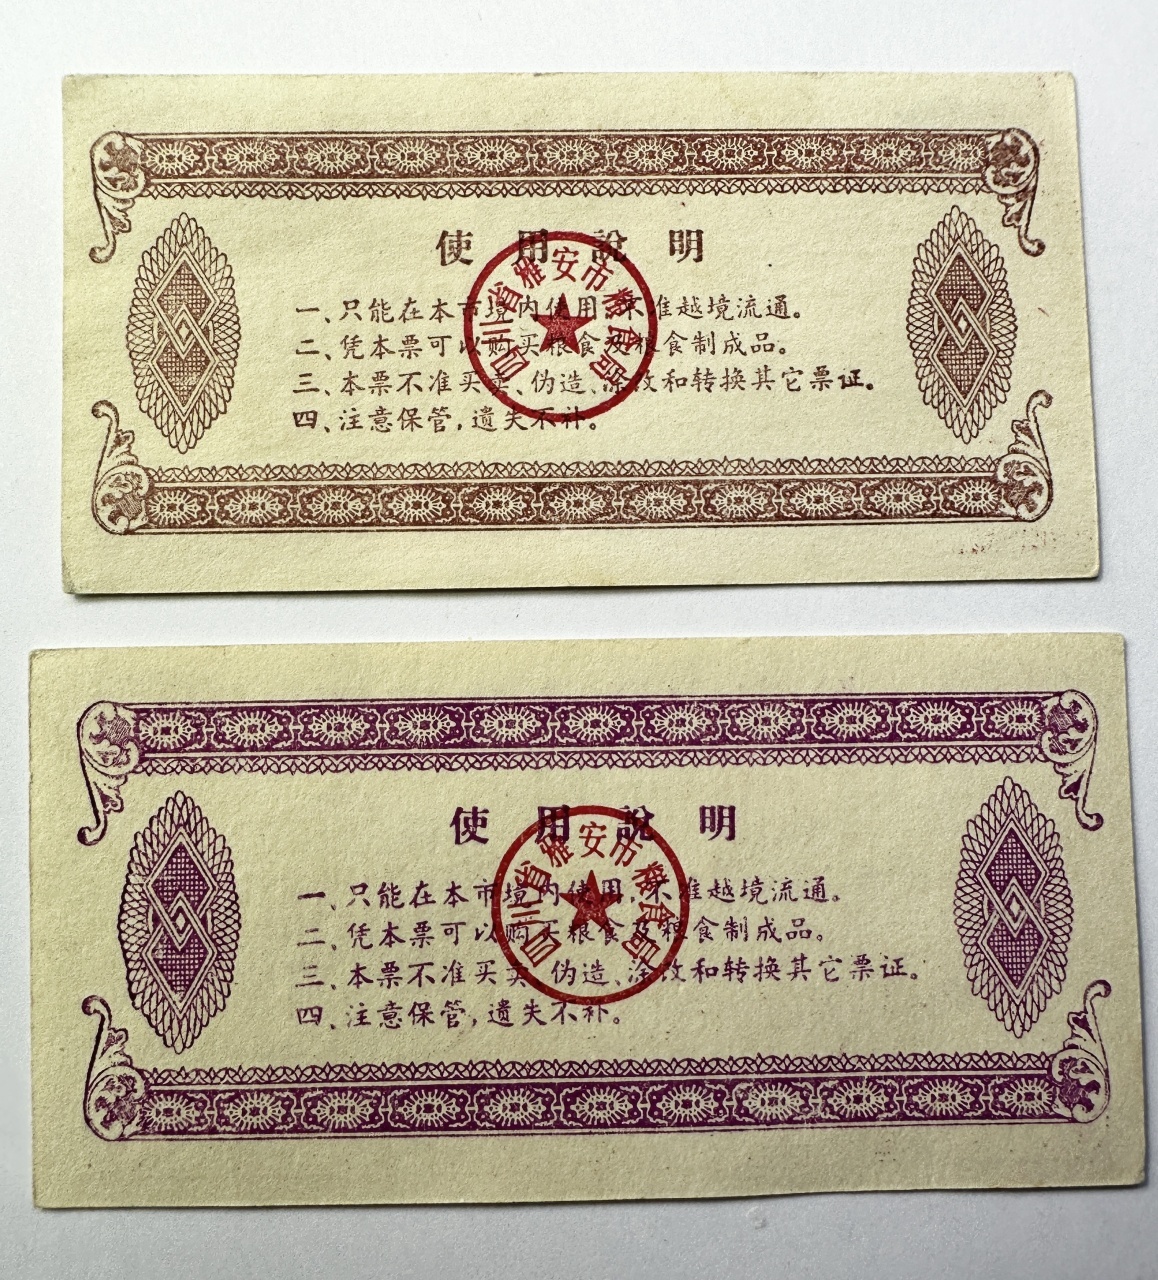 使用說明
一、只能在本市境内使用,不准越境流通。
二、凭本票可以购买粮食及粮食制成品。
三、本票不准买卖、伪造、涂改和转换其它票证。
四、注意保管,遗失不补。
四川省雅安市粮食局
使用說明
一、只能在本市境内使用,不准越境流通。
二、凭本票可以购买粮食及粮食制成品。
三、本票不准买卖、伪造、涂改和转换其它票证。
四、注意保管,遗失不补。
四川省雅安市粮食局